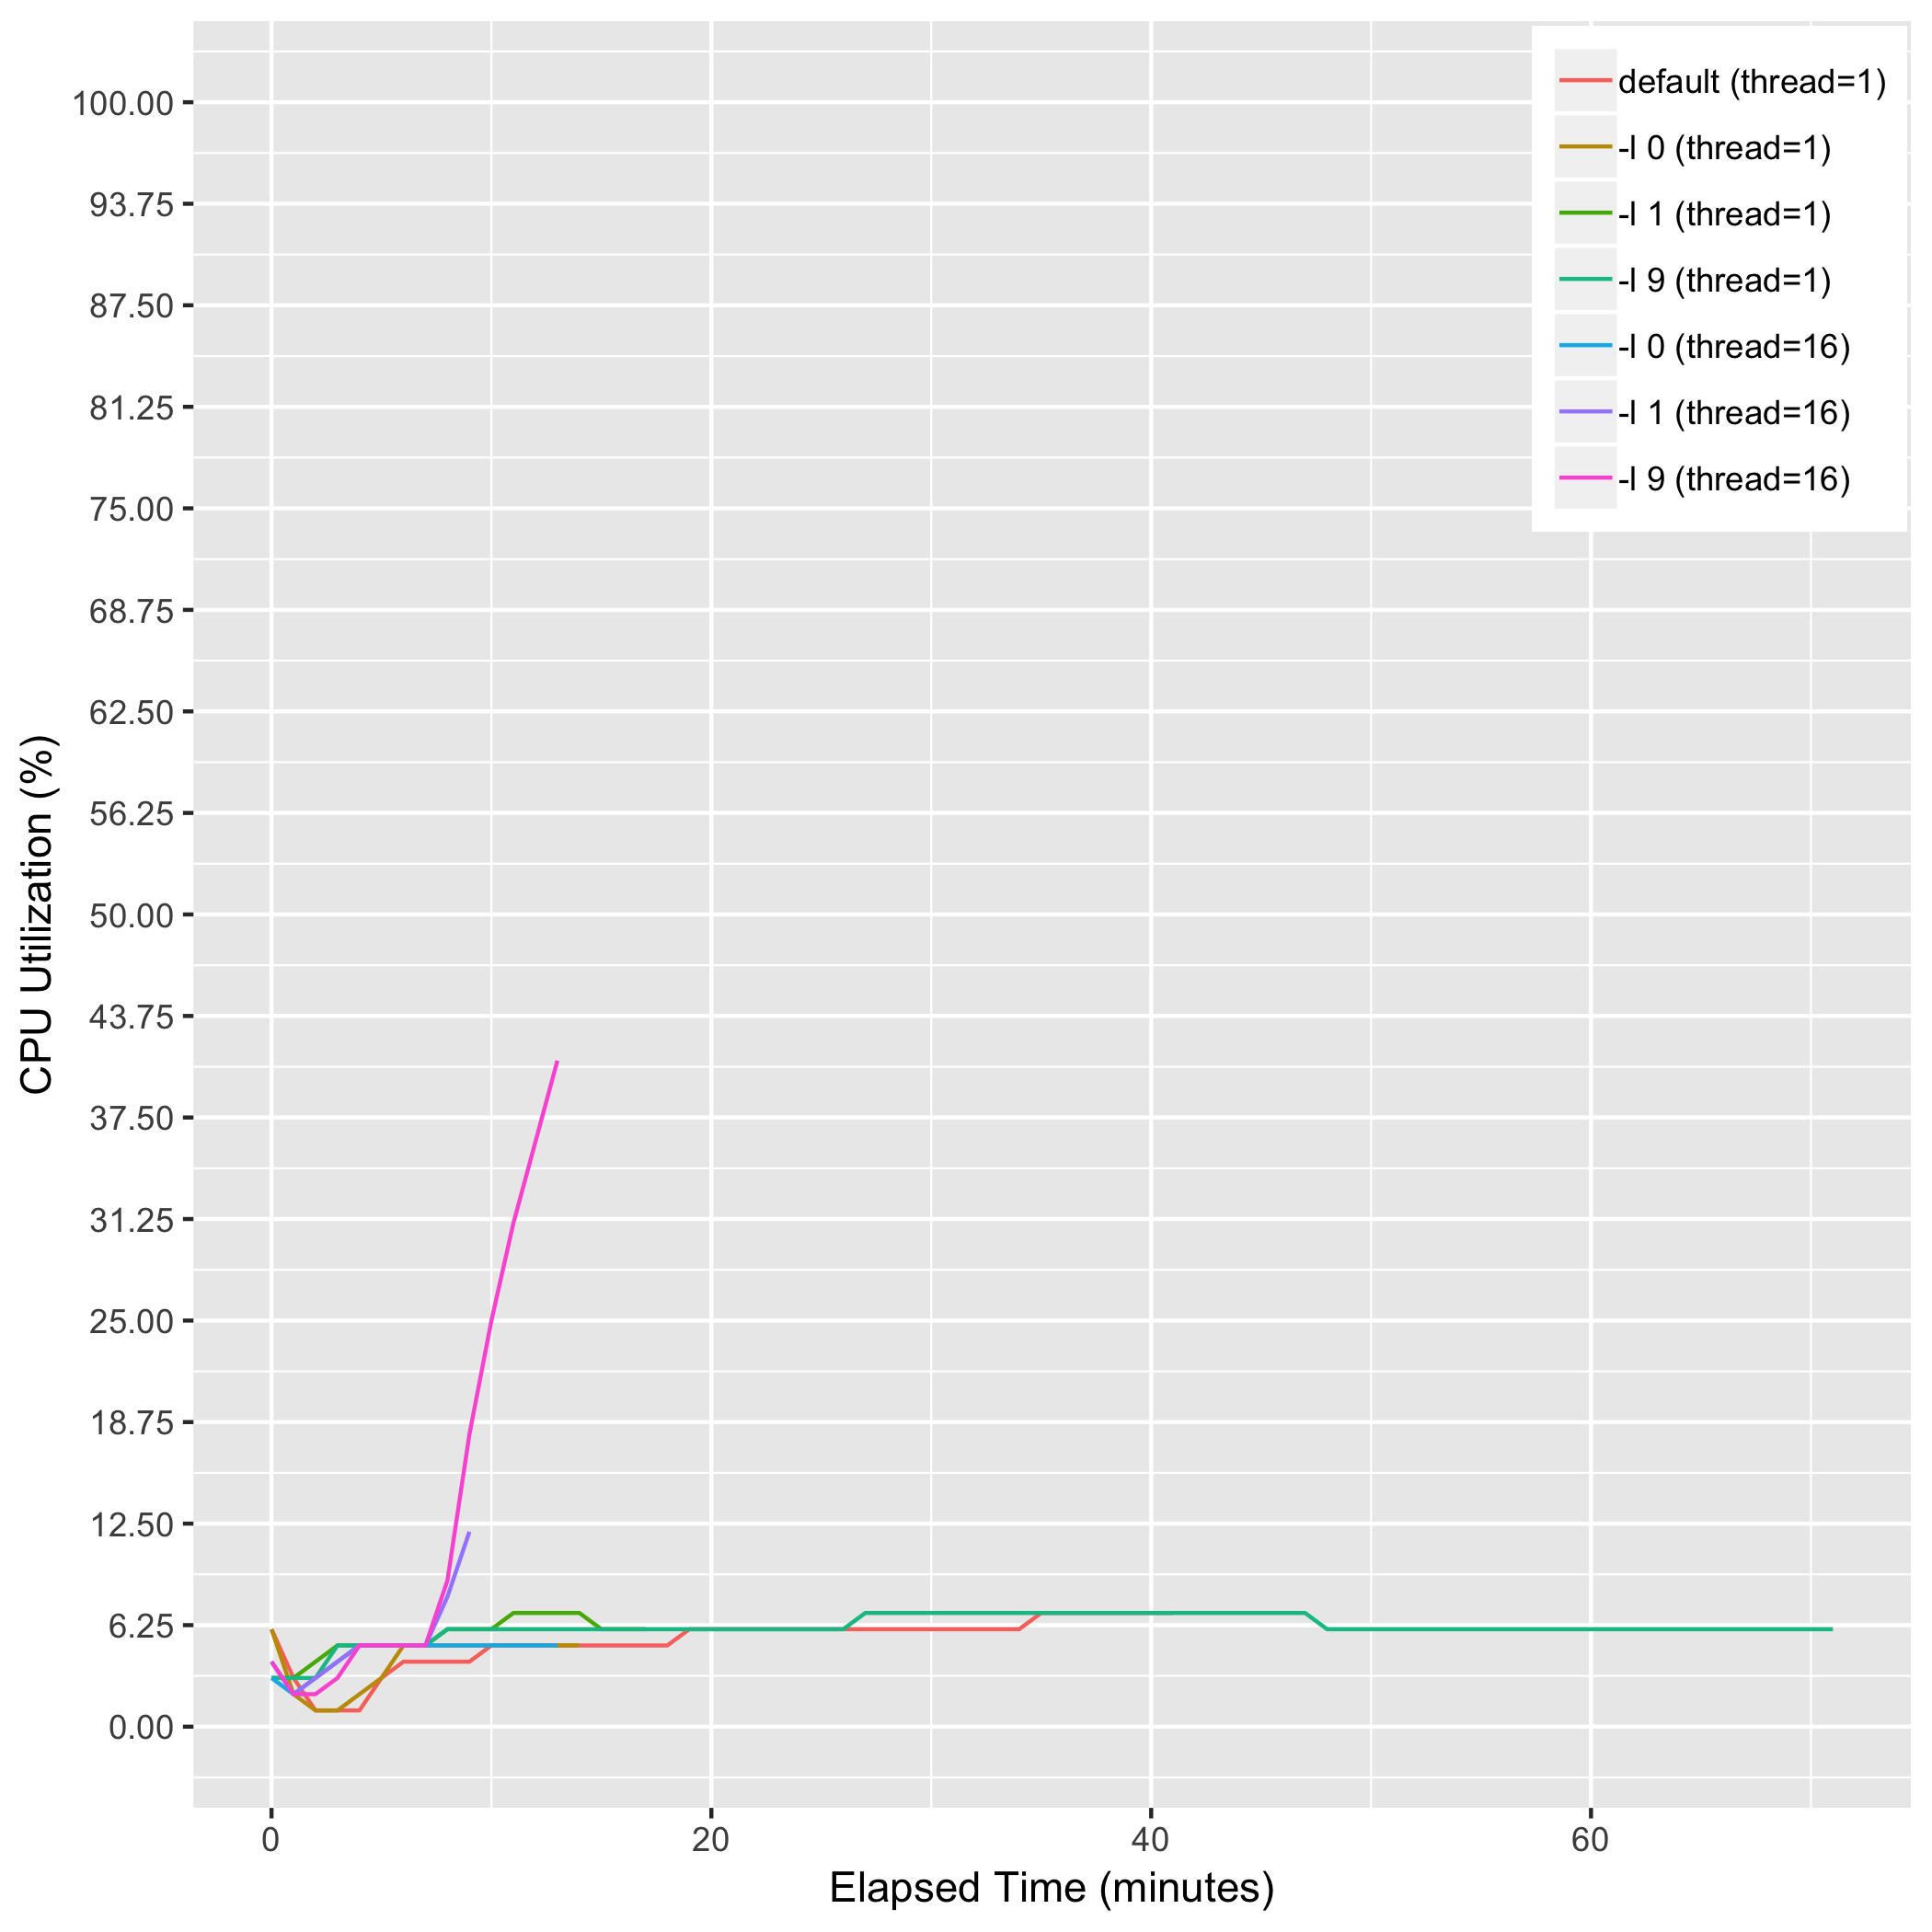 default (thread=1)
-l 0 (thread=1)
-l 1 (thread=1)
-l 9 (thread=1)
-l 0 (thread=16)
-l 1 (thread=16)
-l 9 (thread=16)
100.00
93.75
87.50
81.25
75.00
68.75
62.50
56.25
50.00
43.75
37.50
31.25
25.00
18.75
12.50
6.25
0.00
CPU Utilization (%)
0 20 40 60
Elapsed Time (minutes)